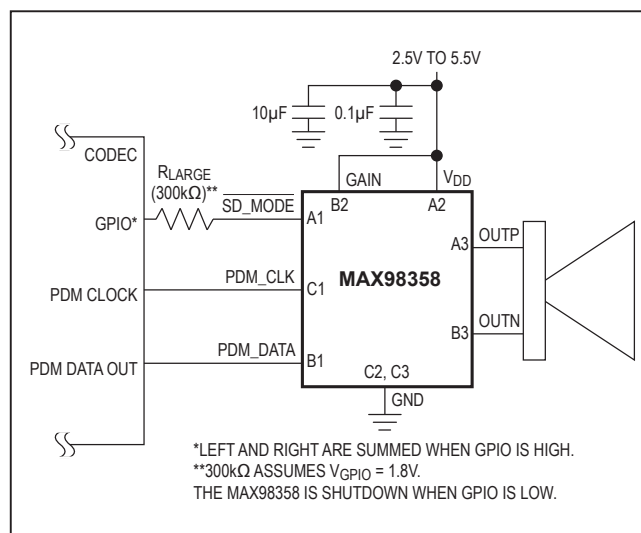 2.5V TO 5.5V
10µF
0.1µF
CODEC
RLARGE
(300kΩ)**
SD_MODE
GAIN
VDD
B2
A2
GPIO*
A1
A3
OUTP
PDM CLOCK
PDM_CLK
C1
MAX98358
B3
OUTN
PDM DATA OUT
PDM_DATA
B1
C2, C3
GND
*LEFT AND RIGHT ARE SUMMED WHEN GPIO IS HIGH.
**300kΩ ASSUMES VGPIO = 1.8V.
THE MAX98358 IS SHUTDOWN WHEN GPIO IS LOW.